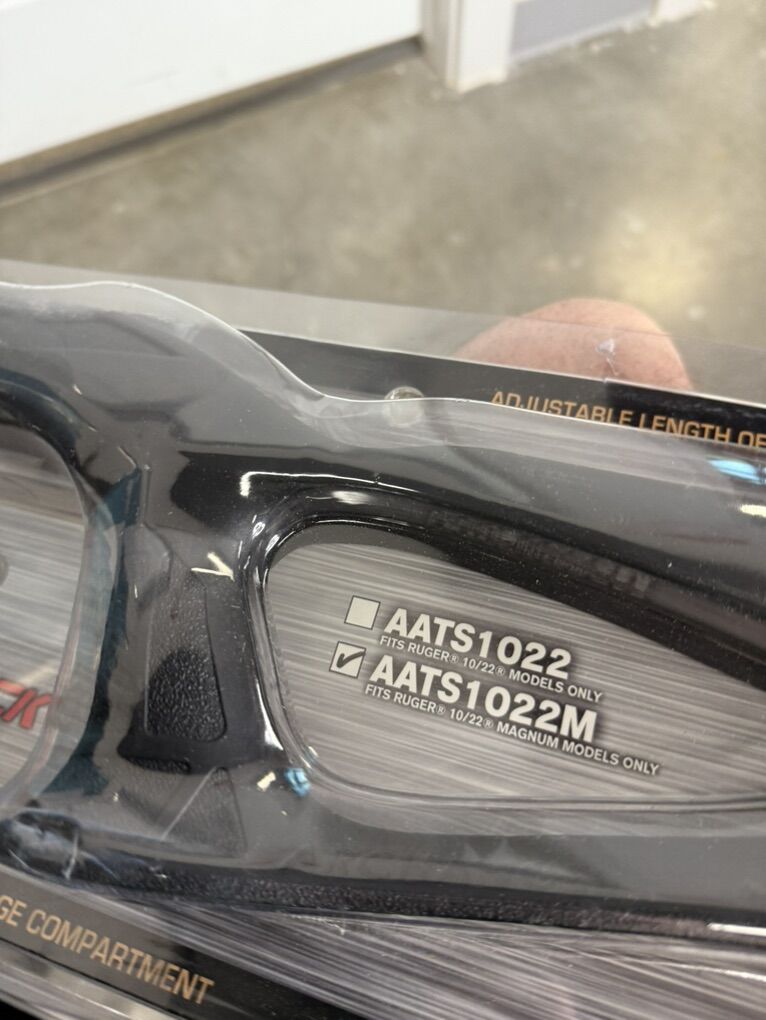 ADJUSTABLE LENGTH OF
AATS1022
FITS RUGER® 10/22® MODELS ONLY
AATS1022M
FITS RUGER® 10/22® MAGNUM MODELS ONLY
CK
GE COMPARTMENT